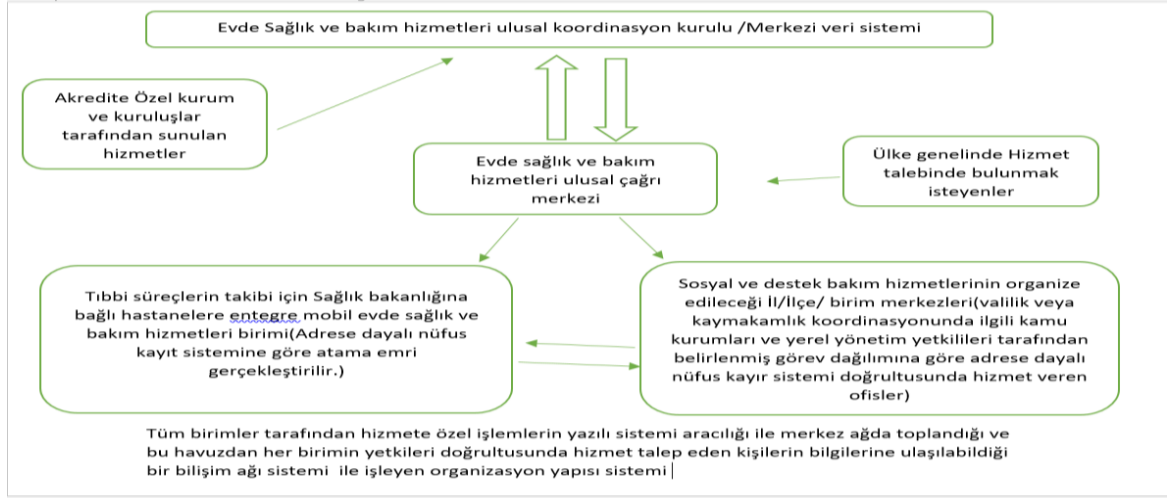 Evde Sağlık ve bakım hizmetleri ulusal koordinasyon kurulu /Merkezi veri sistemi
Akredite Özel kurum
ve kuruluşlar
tarafından sunulan
hizmetler
Evde sağlık ve bakım
hizmetleri ulusal çağrı
merkezi
Ülke genelinde Hizmet
talebinde bulunmak
isteyenler
Tıbbi süreçlerin takibi için Sağlık bakanlığına
bağlı hastanelere entegre mobil evde sağlık ve
bakım hizmetleri birimi(Adrese dayalı nüfus
kayıt sistemine göre atama emri
gerçekleştirilir.)
Sosyal ve destek bakım hizmetlerinin organize
edileceği İl/İlçe/ birim merkezleri(valilik veya
kaymakamlık koordinasyonunda ilgili kamu
kurumları ve yerel yönetim yetkilileri tarafından
belirlenmiş görev dağılımına göre adrese dayalı
nüfus kayır sistemi doğrultusunda hizmet veren
ofisler)
Tüm birimler tarafından hizmete özel işlemlerin yazılı sistemi aracılığı ile merkez ağda toplandığı ve
bu havuzdan her birimin yetkileri doğrultusunda hizmet talep eden kişilerin bilgilerine ulaşılabildiği
bir bilişim ağı sistemi ile işleyen organizasyon yapısı sistemi